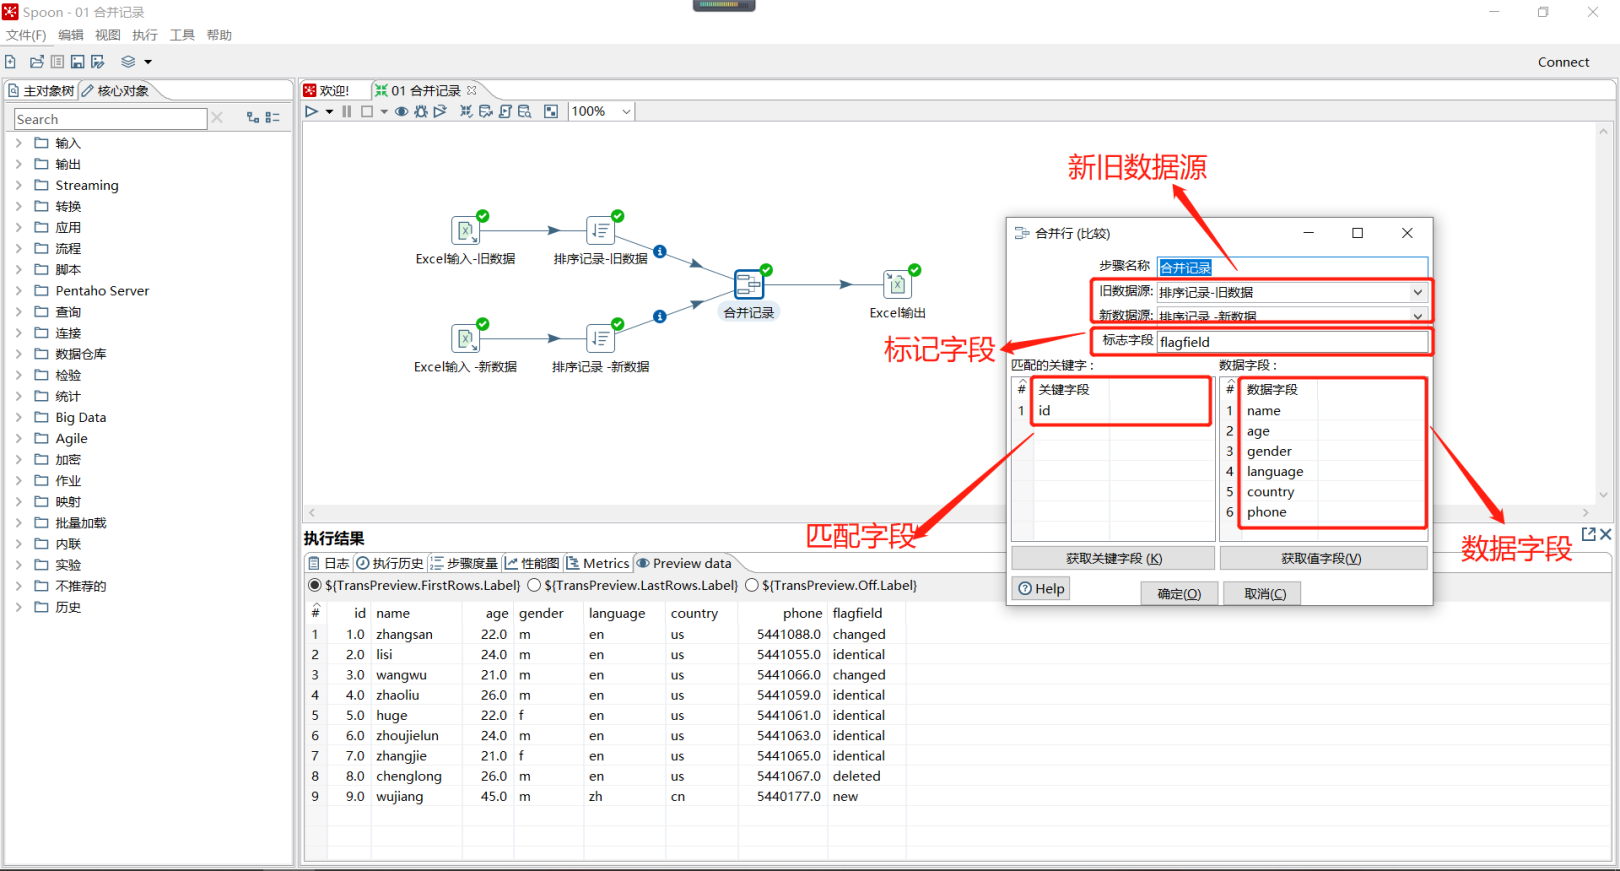 Spoon - 01 合并记录
文件(F) 编辑 视图 执行 工具 帮助
Connect
主对象树 核心对象
Search
输入
输出
Streaming
转换
应用
流程
脚本
Pentaho Server
查询
连接
数据仓库
检验
统计
Big Data
Agile
加密
作业
映射
批量加载
内联
实验
不推荐的
历史
欢迎! 01 合并记录
100%
Excel输入-旧数据
排序记录-旧数据
合并记录
Excel输出
Excel输入 -新数据
排序记录 -新数据
新旧数据源
标记字段
匹配字段
数据字段
合并行 (比较)
步骤名称 合并记录
旧数据源: 排序记录-旧数据
新数据源: 排序记录 -新数据
标志字段 flagfield
匹配的关键字: 数据字段:
# 关键字段
1 id
# 数据字段
1 name
2 age
3 gender
4 language
5 country
6 phone
获取关键字段 (K) 获取值字段(V)
Help 确定(O) 取消(C)
执行结果
日志 执行历史 步骤度量 性能图 Metrics Preview data
${TransPreview.FirstRows.Label} ${TransPreview.LastRows.Label} ${TransPreview.Off.Label}
# id name age gender language country phone flagfield
1 1.0 zhangsan 22.0 m en us 5441088.0 changed
2 2.0 lisi 24.0 m en us 5441055.0 identical
3 3.0 wangwu 21.0 m en us 5441066.0 changed
4 4.0 zhaoliu 26.0 m en us 5441059.0 identical
5 5.0 huge 22.0 f en us 5441061.0 identical
6 6.0 zhoujielun 24.0 m en us 5441063.0 identical
7 7.0 zhangjie 21.0 f en us 5441065.0 identical
8 8.0 chenglong 26.0 m en us 5441067.0 deleted
9 9.0 wujiang 45.0 m zh cn 5440177.0 new